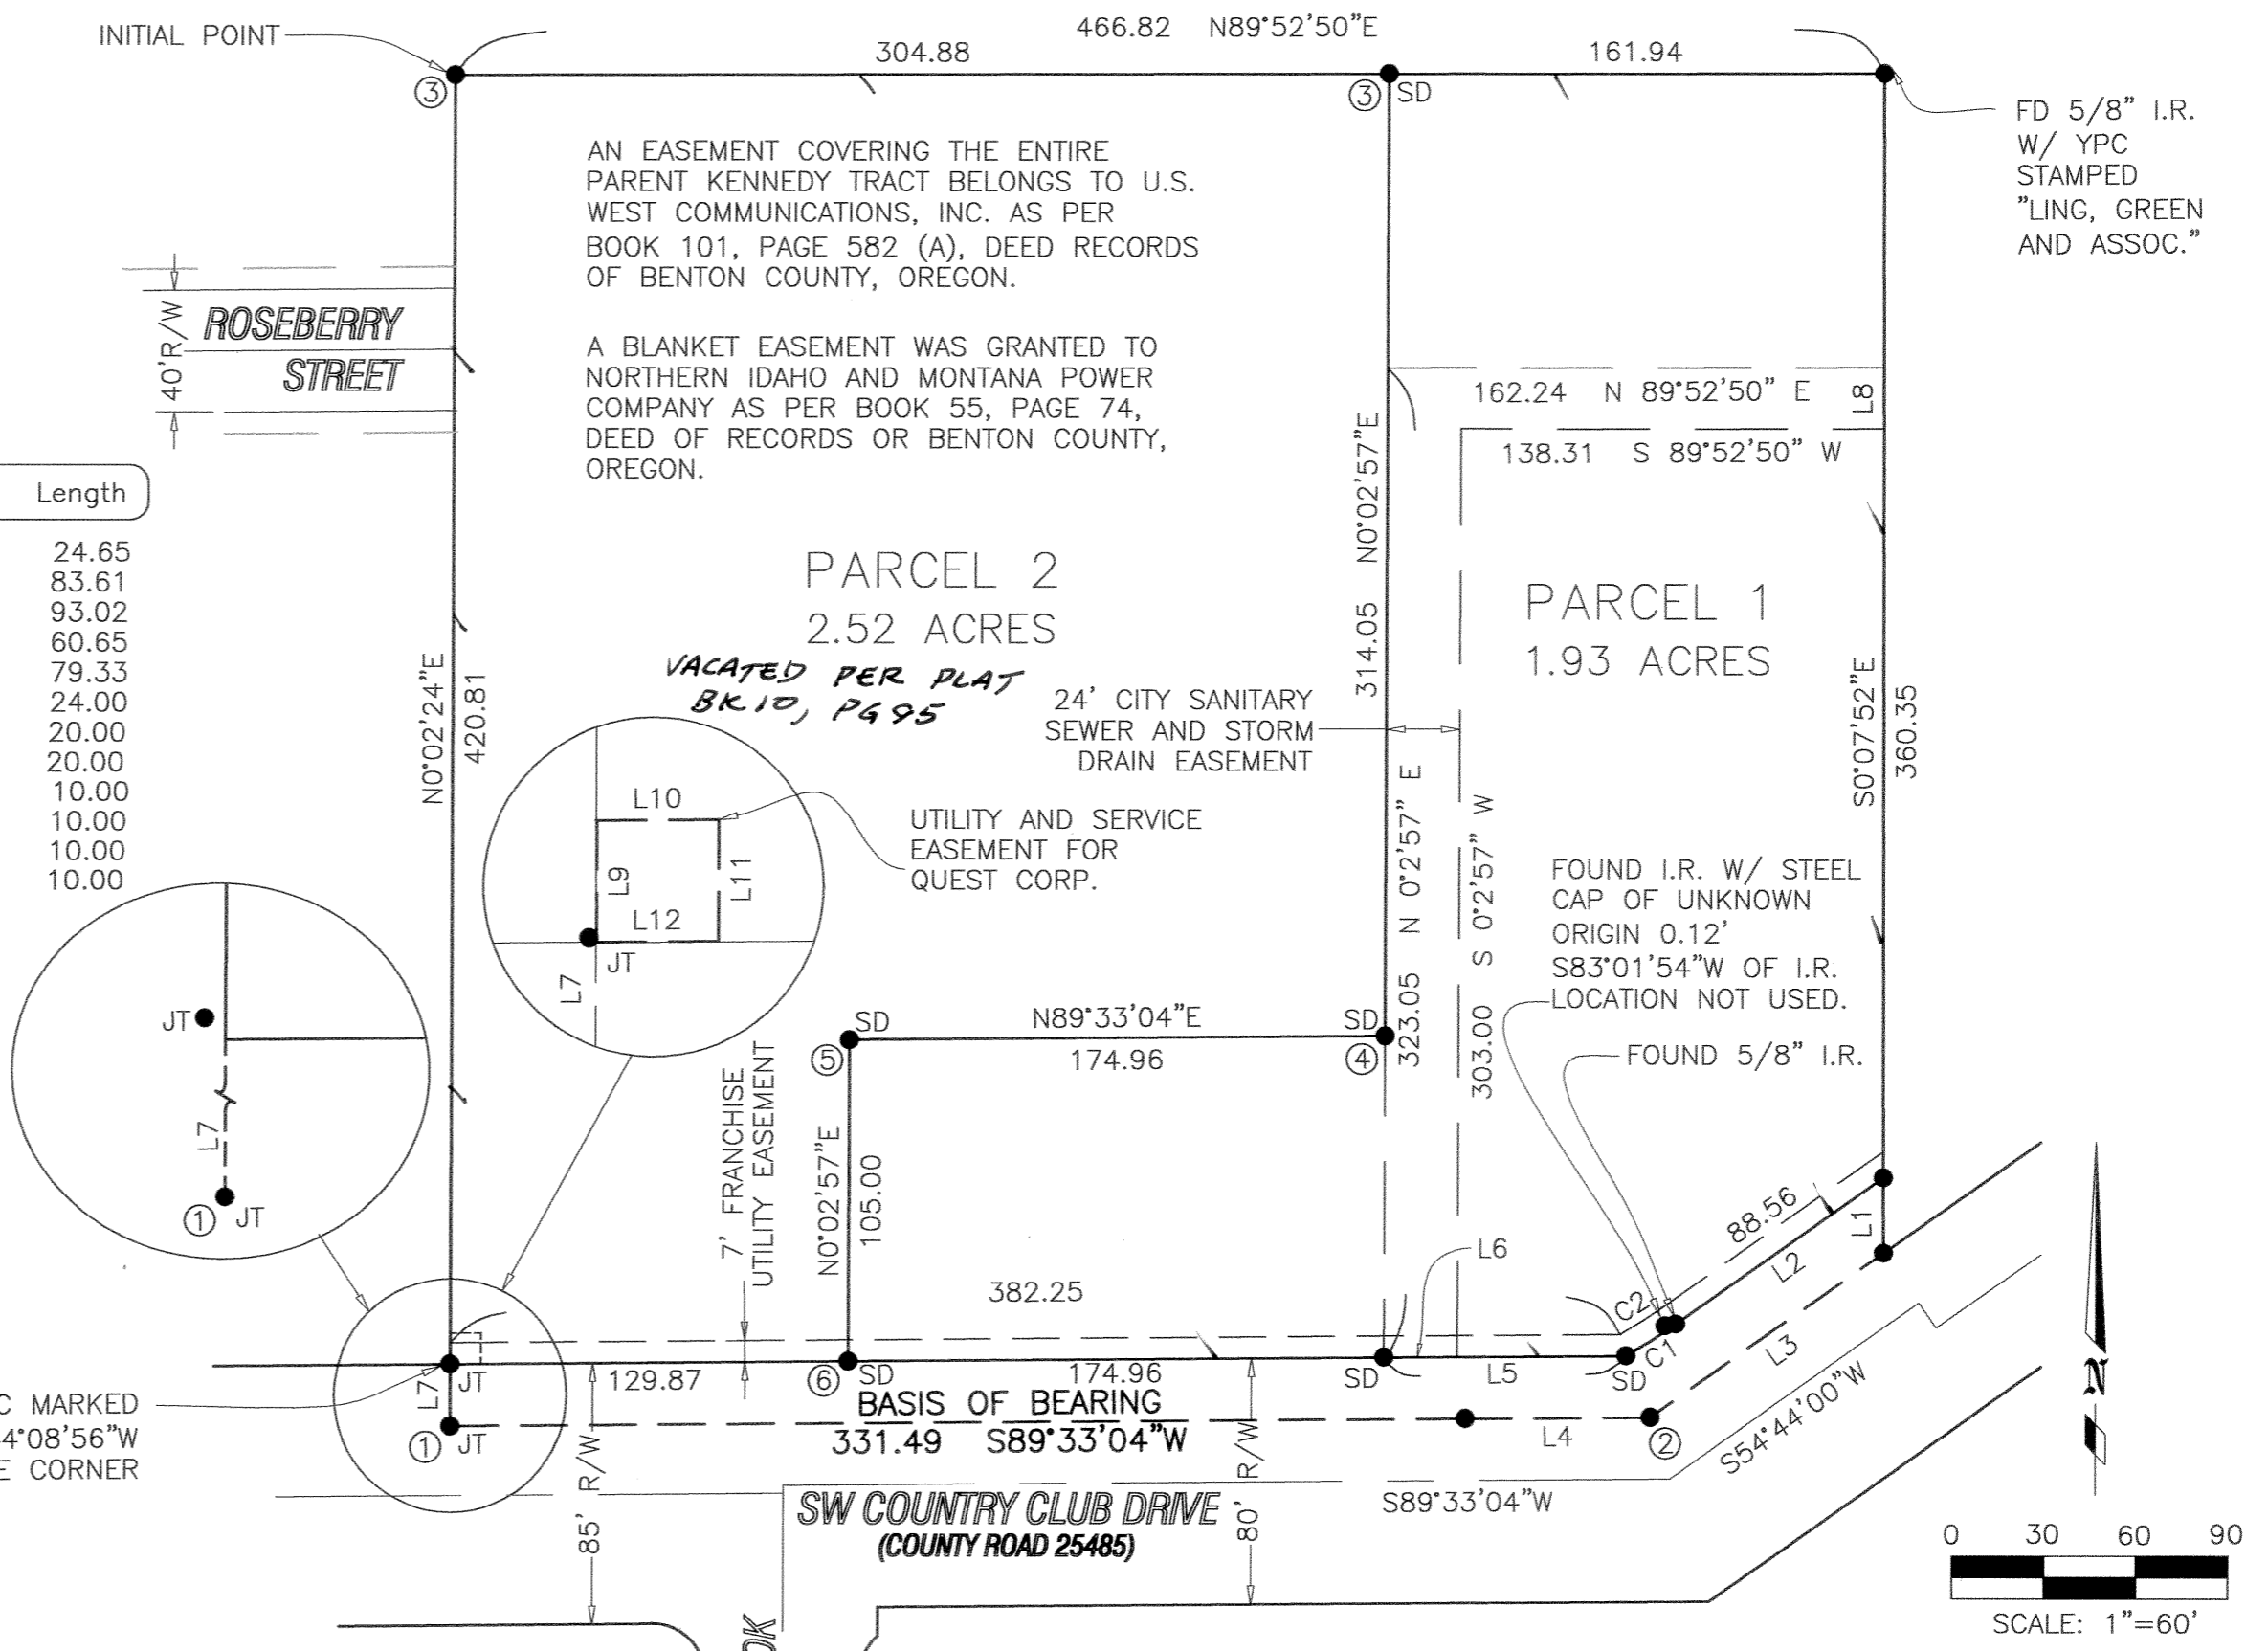 INITIAL POINT
466.82 N89°52'50"E
304.88
161.94
③
③ SD
FD 5/8" I.R.
W/ YPC
STAMPED
"LING, GREEN
AND ASSOC."
AN EASEMENT COVERING THE ENTIRE
PARENT KENNEDY TRACT BELONGS TO U.S.
WEST COMMUNICATIONS, INC. AS PER
BOOK 101, PAGE 582 (A), DEED RECORDS
OF BENTON COUNTY, OREGON.
40'R/W
ROSEBERRY
STREET
A BLANKET EASEMENT WAS GRANTED TO
NORTHERN IDAHO AND MONTANA POWER
COMPANY AS PER BOOK 55, PAGE 74,
DEED OF RECORDS OR BENTON COUNTY,
OREGON.
162.24 N 89°52'50" E
L8
138.31 S 89°52'50" W
Length
24.65
83.61
93.02
60.65
79.33
24.00
20.00
20.00
10.00
10.00
10.00
10.00
PARCEL 2
2.52 ACRES
VACATED PER PLAT
BK 10, PG 95
314.05 N0°02'57"E
PARCEL 1
1.93 ACRES
N0°02'24"E
420.81
24' CITY SANITARY
SEWER AND STORM
DRAIN EASEMENT
S0°07'52"E
360.35
L10
L9
L11
L12
JT
L7
UTILITY AND SERVICE
EASEMENT FOR
QUEST CORP.
323.05 N 0°2'57" E
303.00 S 0°2'57" W
FOUND I.R. W/ STEEL
CAP OF UNKNOWN
ORIGIN 0.12'
S83°01'54"W OF I.R.
LOCATION NOT USED.
FOUND 5/8" I.R.
JT
L7
① JT
SD
N89°33'04"E
SD
⑤
174.96
④
7' FRANCHISE
UTILITY EASEMENT
N0°02'57"E
105.00
382.25
L6
88.56
L1
L2
C2
C1
L3
L7
JT
129.87
⑥ SD
174.96
SD
L5
SD
BASIS OF BEARING
331.49 S89°33'04"W
① JT
L4
②
S54°44'00"W
C MARKED
4°08'56"W
E CORNER
85' R/W
80' R/W
SW COUNTRY CLUB DRIVE
(COUNTY ROAD 25485)
S89°33'04"W
N
0 30 60 90
SCALE: 1"=60'
OK